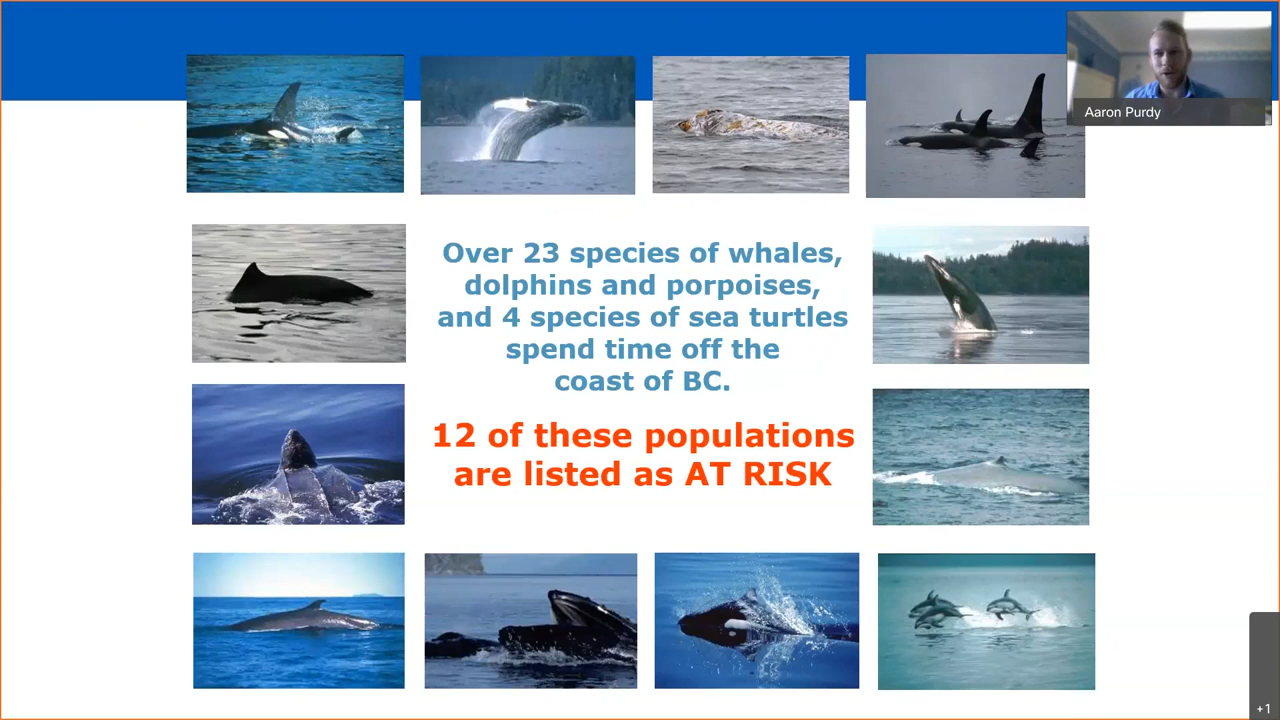 Aaron Purdy
Over 23 species of whales,
dolphins and porpoises,
and 4 species of sea turtles
spend time off the
coast of BC.
12 of these populations
are listed as AT RISK
+1